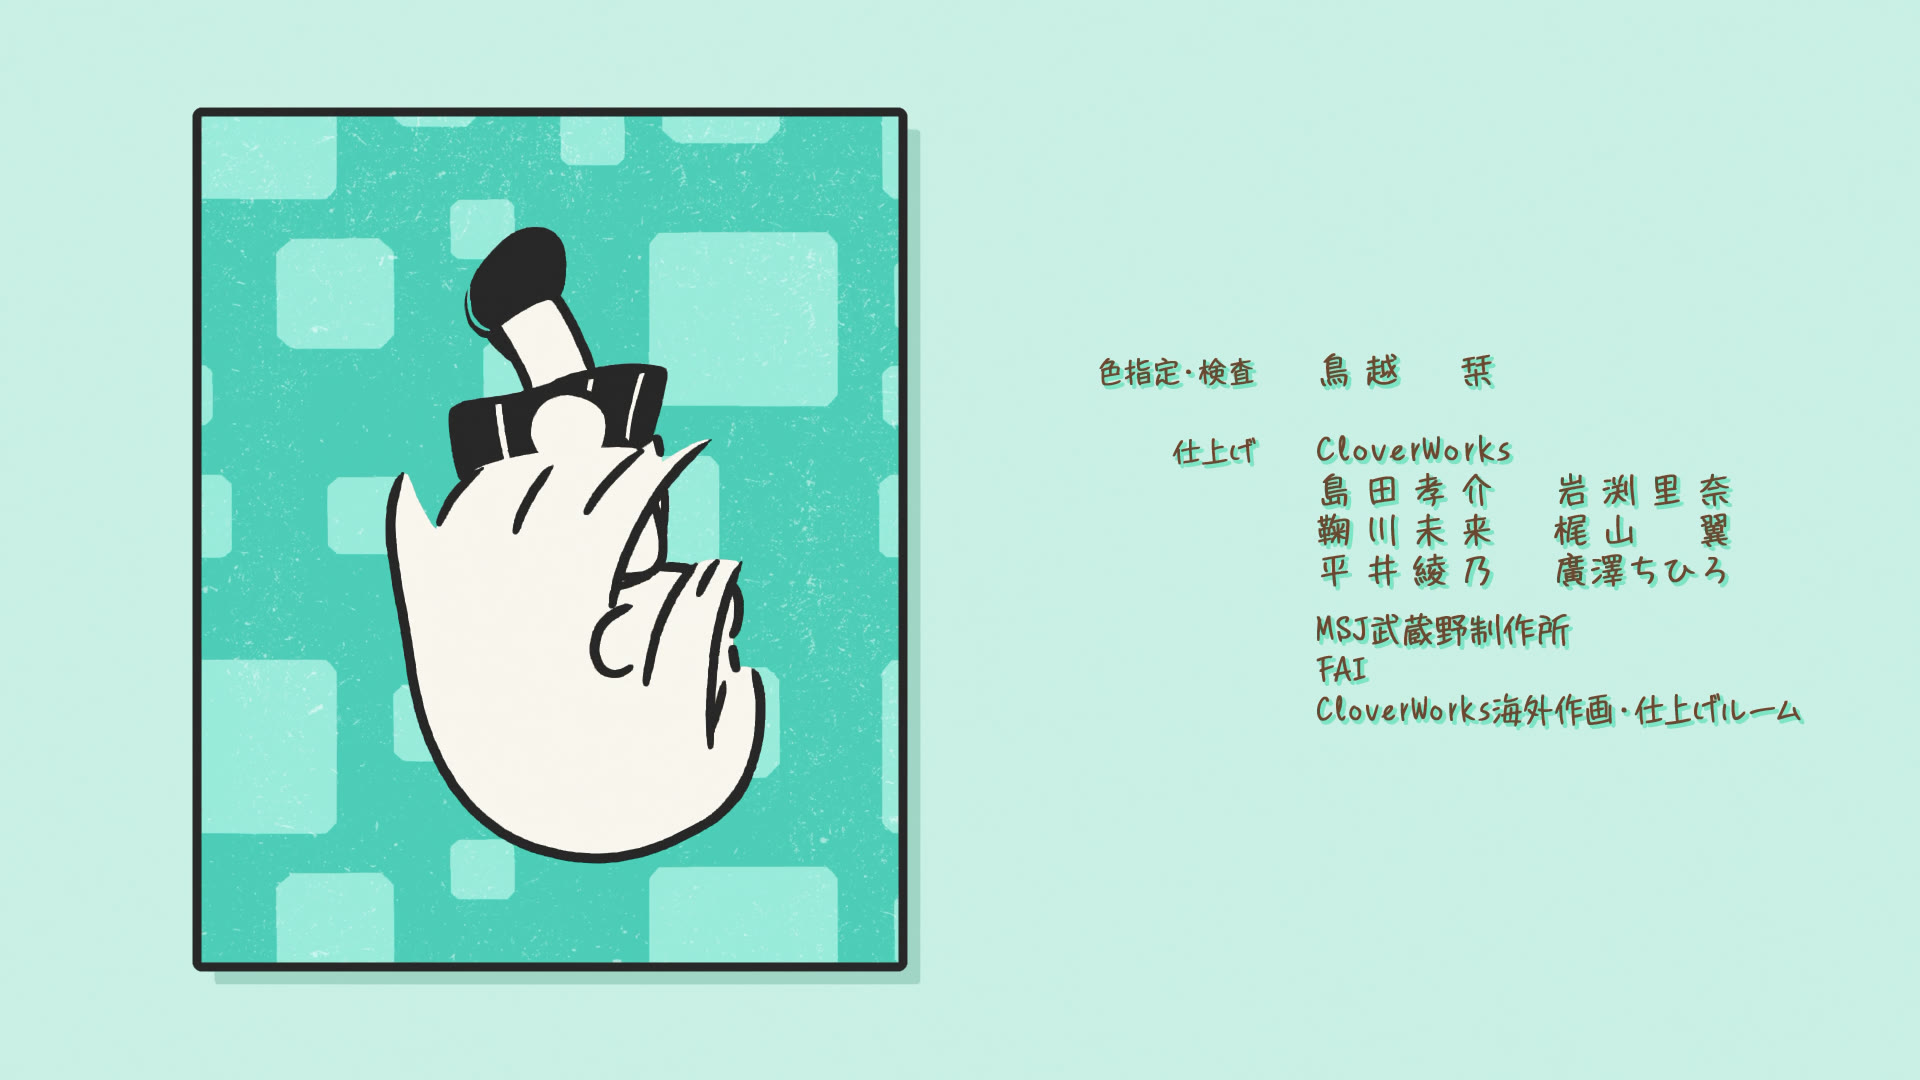 色指定・検査 鳥越 栞
仕上げ CloverWorks
島田孝介 岩渕里奈
鞠川未来 梶山 翼
平井綾乃 廣澤ちひろ
MSJ武蔵野制作所
FAI
CloverWorks海外作画・仕上げルーム